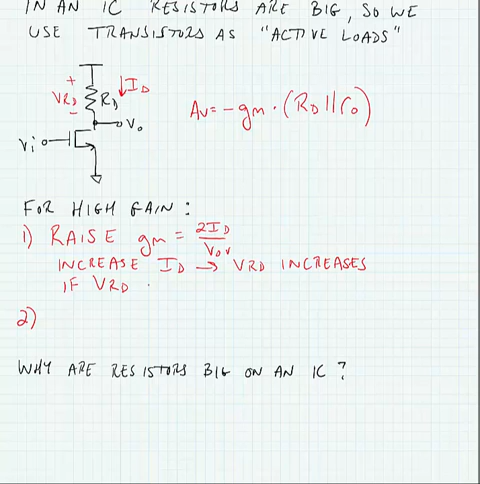 IN AN IC RESISTORS ARE BIG, SO WE
USE TRANSISTORS AS "ACTIVE LOADS"
+
VRD
-
RD
ID
Vo
Vi
Av = -gm · (RD || ro)
FOR HIGH GAIN:
1) RAISE gm = 2ID / VOV
INCREASE ID → VRD INCREASES
IF VRD .
2)
WHY ARE RESISTORS BIG ON AN IC?